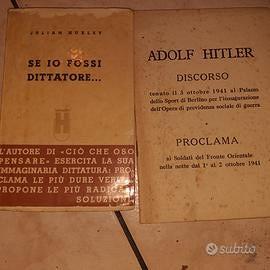 JULIAN HUXLEY
SE IO FOSSI
DITTATORE...
H
L'AUTORE DI «CIÒ CHE OSO
PENSARE» ESERCITA LA SUA
IMMAGINARIA DITTATURA: PRO-
CLAMA LE PIÙ DURE VERITÀ
PROPONE LE PIÙ RADICALI
SOLUZIONI
ADOLF HITLER
DISCORSO
tenuto il 3 ottobre 1941 al Palazzo
dello Sport di Berlino per l'inaugurazione
dell'Opera di previdenza sociale di guerra
PROCLAMA
ai Soldati del Fronte Orientale
nella notte dal 1° al 2 ottobre 1941
subito